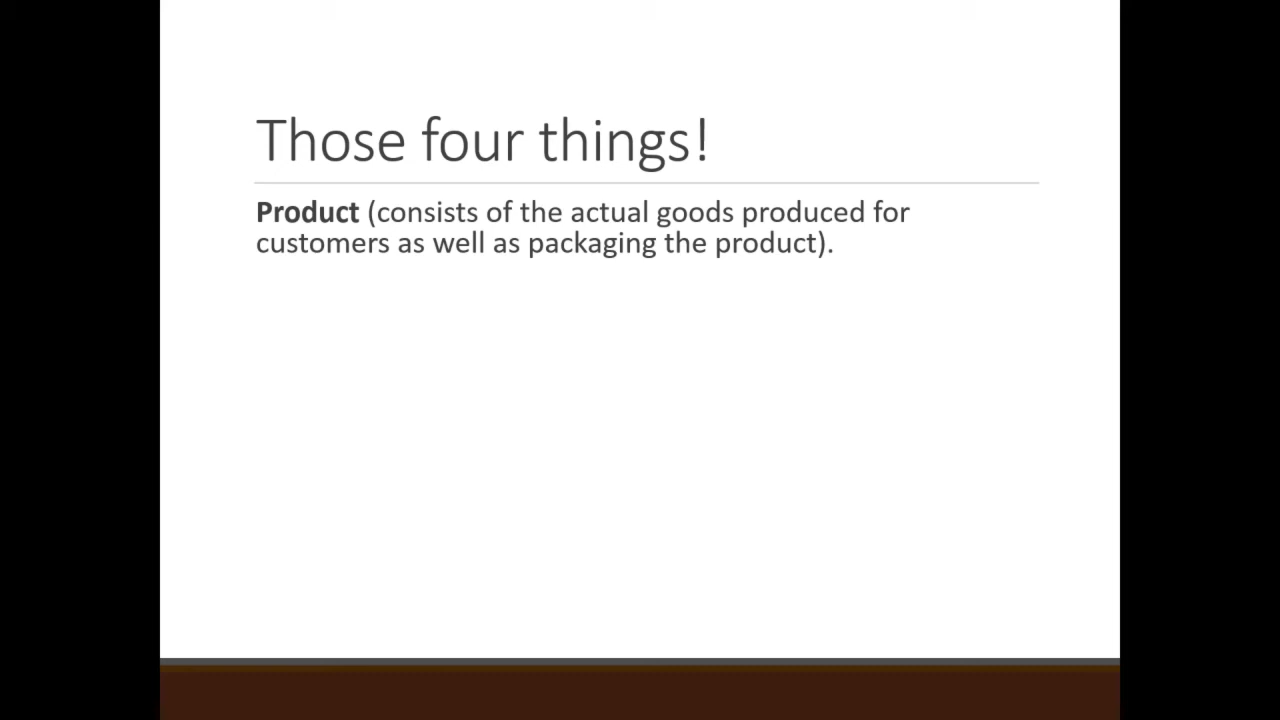 Those four things!
Product (consists of the actual goods produced for
customers as well as packaging the product).